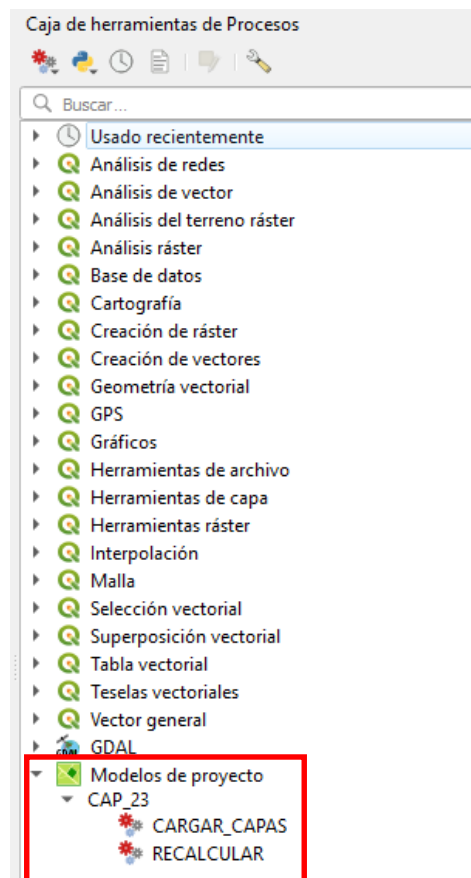 Caja de herramientas de Procesos
Buscar...
Usado recientemente
Análisis de redes
Análisis de vector
Análisis del terreno ráster
Análisis ráster
Base de datos
Cartografía
Creación de ráster
Creación de vectores
Geometría vectorial
GPS
Gráficos
Herramientas de archivo
Herramientas de capa
Herramientas ráster
Interpolación
Malla
Selección vectorial
Superposición vectorial
Tabla vectorial
Teselas vectoriales
Vector general
GDAL
Modelos de proyecto
CAP_23
CARGAR_CAPAS
RECALCULAR